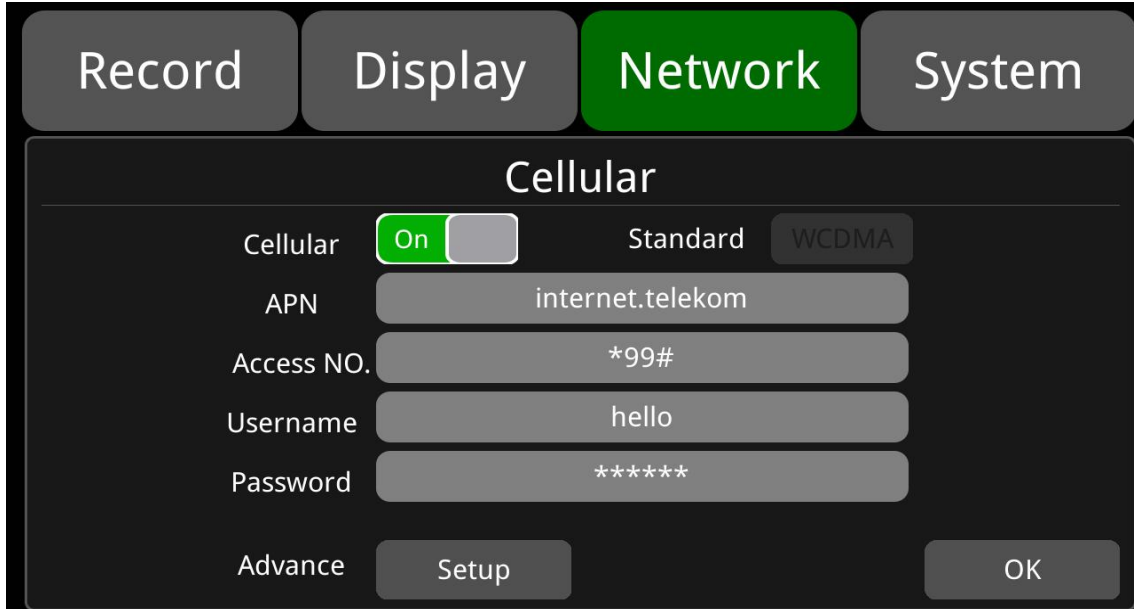 Record Display Network System
Cellular
Cellular On Standard WCDMA
APN internet.telekom
Access NO. *99#
Username hello
Password ******
Advance Setup OK